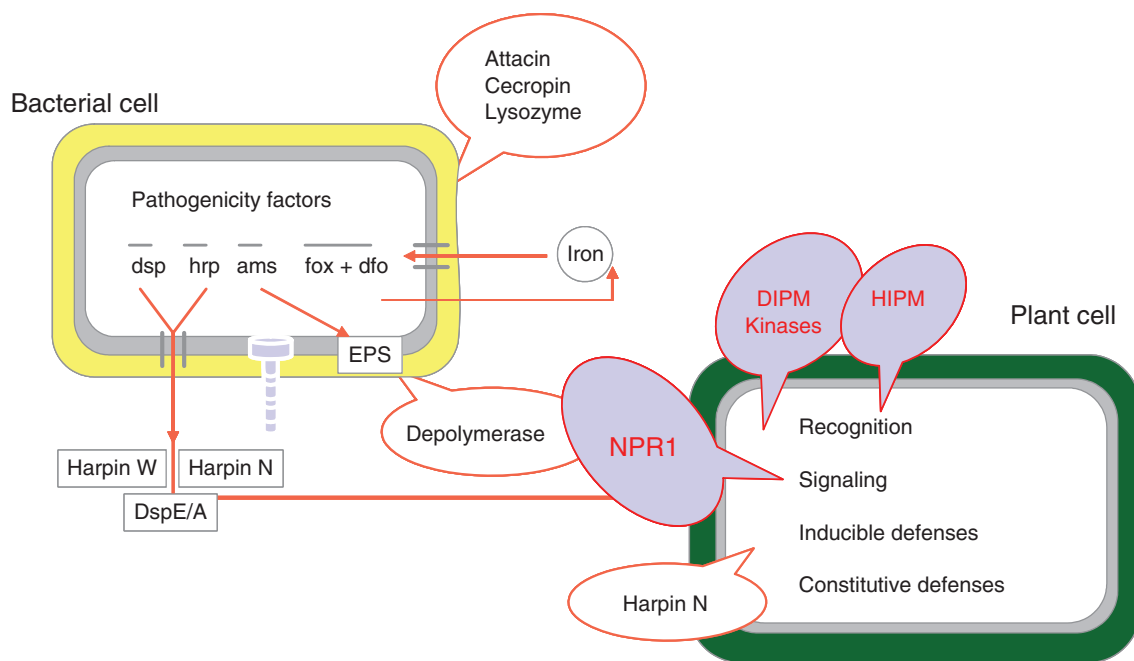 Attacin
Cecropin
Lysozyme
Bacterial cell
Pathogenicity factors
dsp hrp ams fox + dfo
Iron
EPS
DIPM
Kinases
HIPM
Plant cell
Depolymerase
NPR1
Recognition
Signaling
Inducible defenses
Constitutive defenses
Harpin W
Harpin N
DspE/A
Harpin N